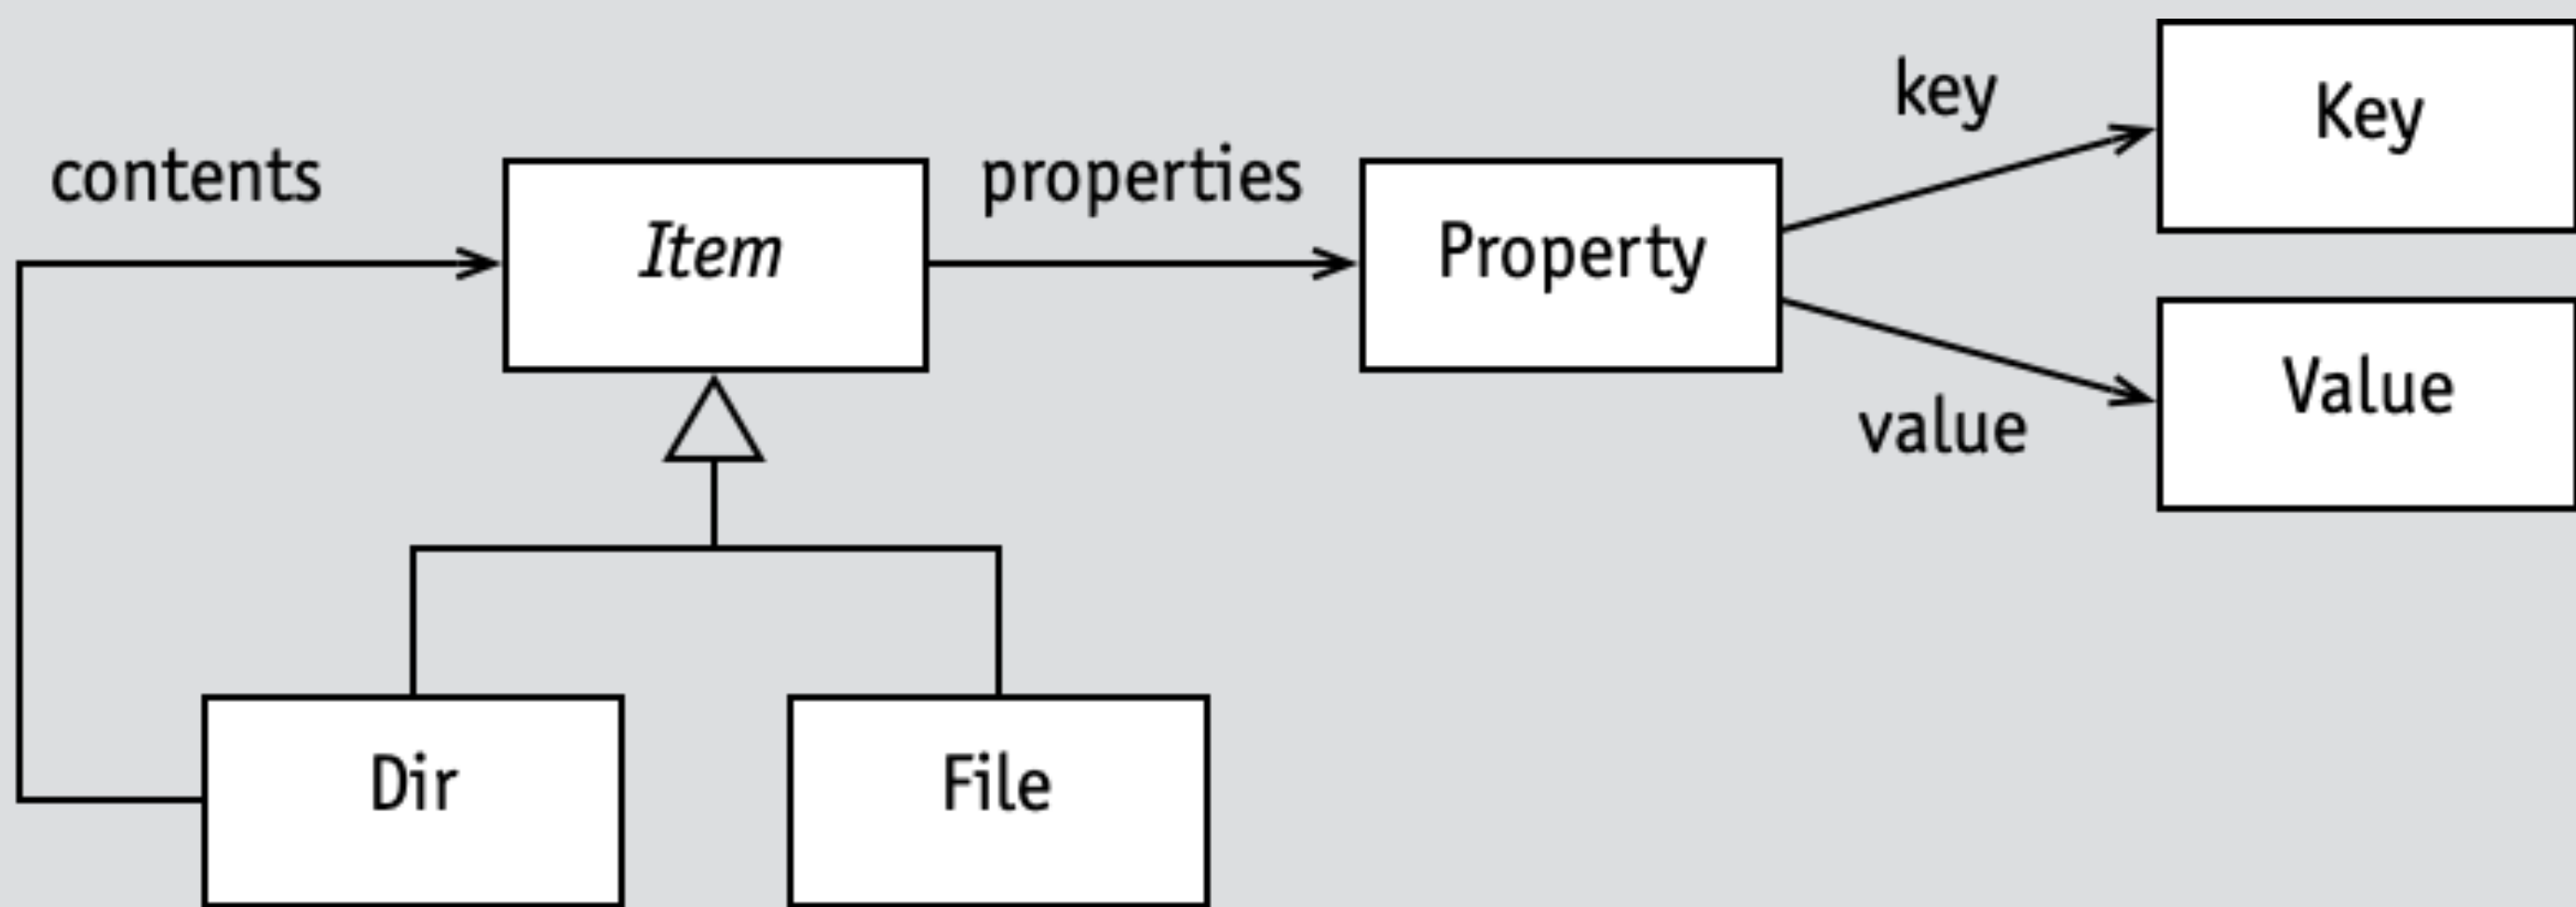 key
Key
contents
Item
properties
Property
value
Value
Dir
File